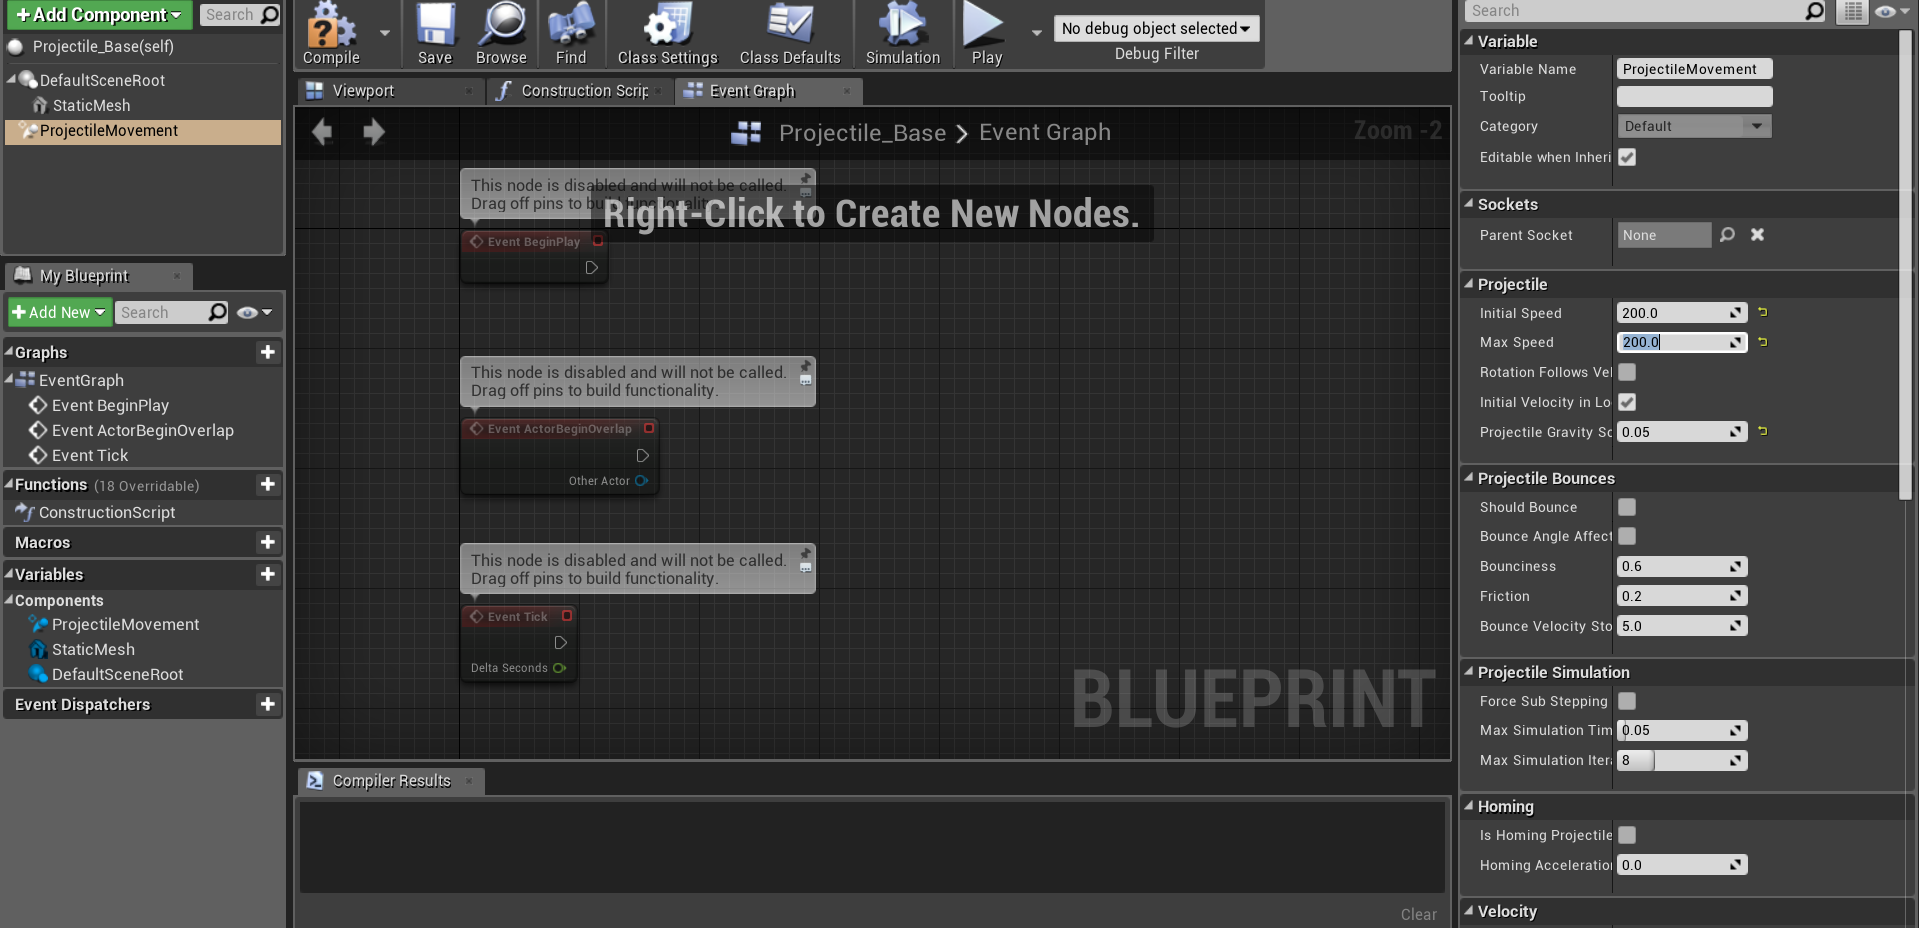 Add Component
Search
Projectile_Base(self)
DefaultSceneRoot
StaticMesh
ProjectileMovement
My Blueprint
Add New
Search
Graphs
EventGraph
Event BeginPlay
Event ActorBeginOverlap
Event Tick
Functions (18 Overridable)
ConstructionScript
Macros
Variables
Components
ProjectileMovement
StaticMesh
DefaultSceneRoot
Event Dispatchers
Compile
Save
Browse
Find
Class Settings
Class Defaults
Simulation
Play
No debug object selected
Debug Filter
Viewport
Construction Scrip
Event Graph
Projectile_Base > Event Graph
Zoom -2
This node is disabled and will not be called.
Drag off pins to build functionality.
Right-Click to Create New Nodes.
Event BeginPlay
This node is disabled and will not be called.
Drag off pins to build functionality.
Event ActorBeginOverlap
Other Actor
This node is disabled and will not be called.
Drag off pins to build functionality.
Event Tick
Delta Seconds
BLUEPRINT
Compiler Results
Clear
Search
Variable
Variable Name ProjectileMovement
Tooltip
Category Default
Editable when Inheri
Sockets
Parent Socket None
Projectile
Initial Speed 200.0
Max Speed 200.0
Rotation Follows Vel
Initial Velocity in Lo
Projectile Gravity Sc 0.05
Projectile Bounces
Should Bounce
Bounce Angle Affect
Bounciness 0.6
Friction 0.2
Bounce Velocity Sto 5.0
Projectile Simulation
Force Sub Stepping
Max Simulation Tim 0.05
Max Simulation Itera 8
Homing
Is Homing Projectile
Homing Acceleratio 0.0
Velocity